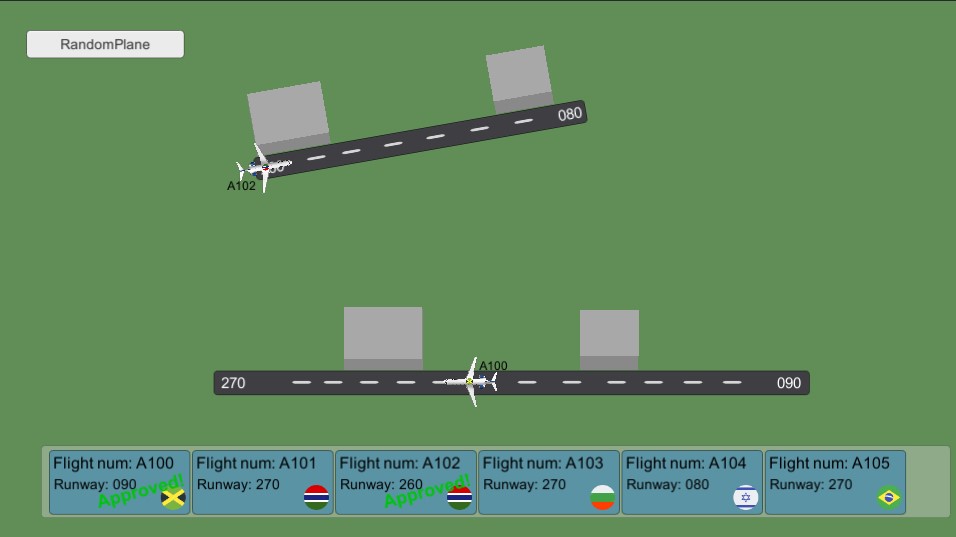 RandomPlane
080
A102
A100
270
090
Flight num: A100
Runway: 090
Approved!
Flight num: A101
Runway: 270
Flight num: A102
Runway: 260
Approved!
Flight num: A103
Runway: 270
Flight num: A104
Runway: 080
Flight num: A105
Runway: 270